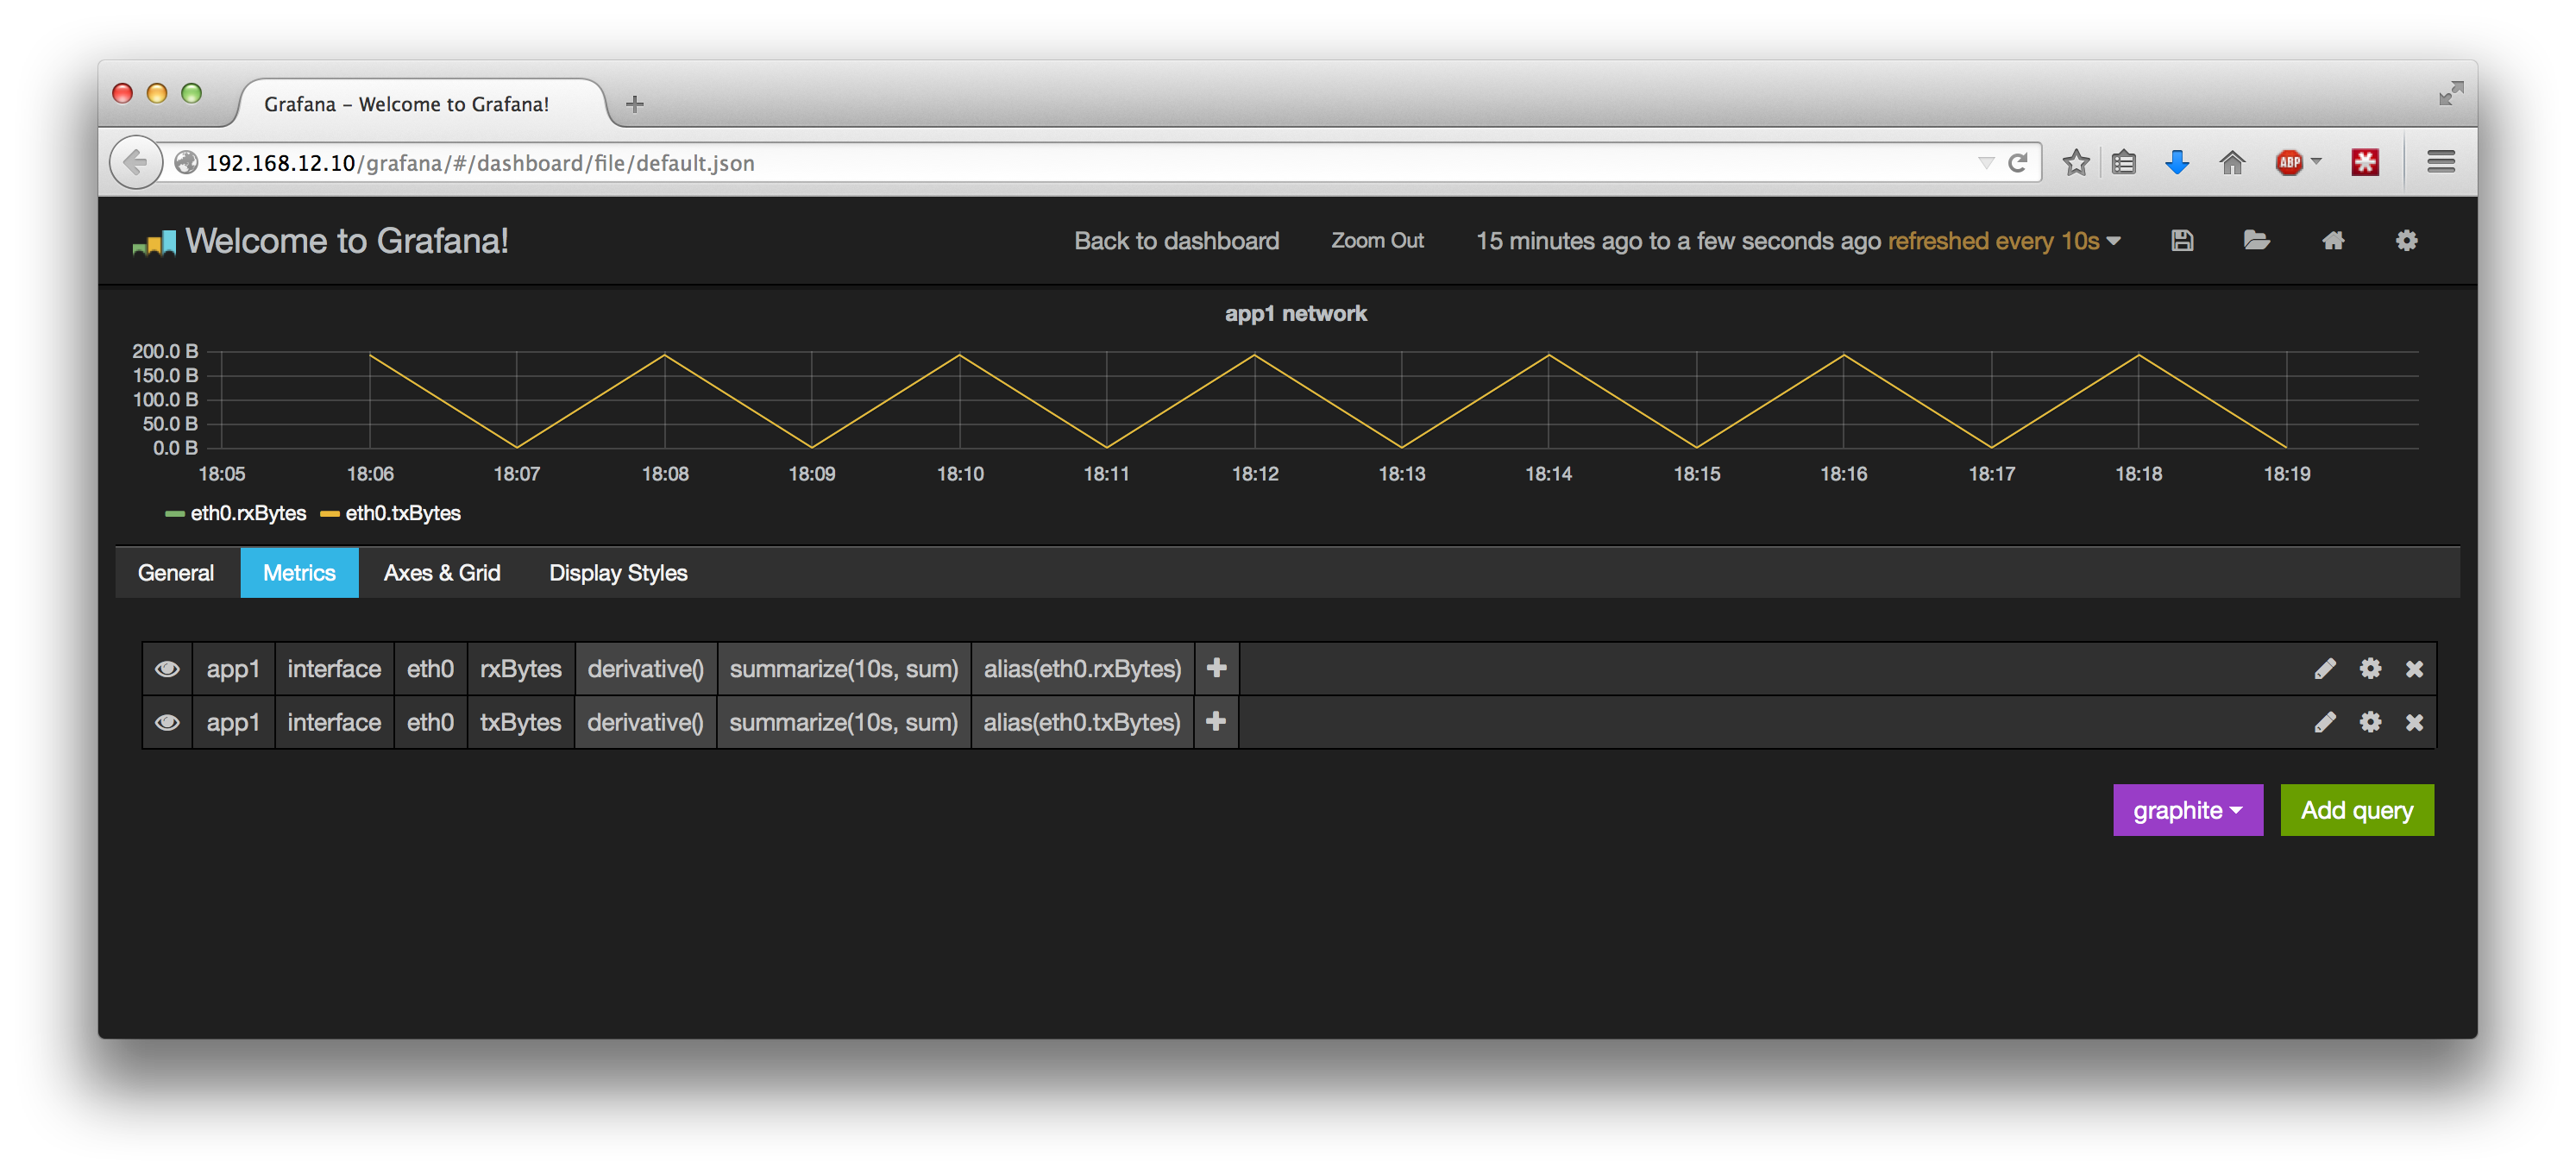 Grafana – Welcome to Grafana!
192.168.12.10/grafana/#/dashboard/file/default.json
ABP
Welcome to Grafana!
Back to dashboard Zoom Out 15 minutes ago to a few seconds ago refreshed every 10s
app1 network
200.0 B
150.0 B
100.0 B
50.0 B
0.0 B
18:05 18:06 18:07 18:08 18:09 18:10 18:11 18:12 18:13 18:14 18:15 18:16 18:17 18:18 18:19
eth0.rxBytes eth0.txBytes
General Metrics Axes & Grid Display Styles
app1 interface eth0 rxBytes derivative() summarize(10s, sum) alias(eth0.rxBytes)
app1 interface eth0 txBytes derivative() summarize(10s, sum) alias(eth0.txBytes)
graphite Add query